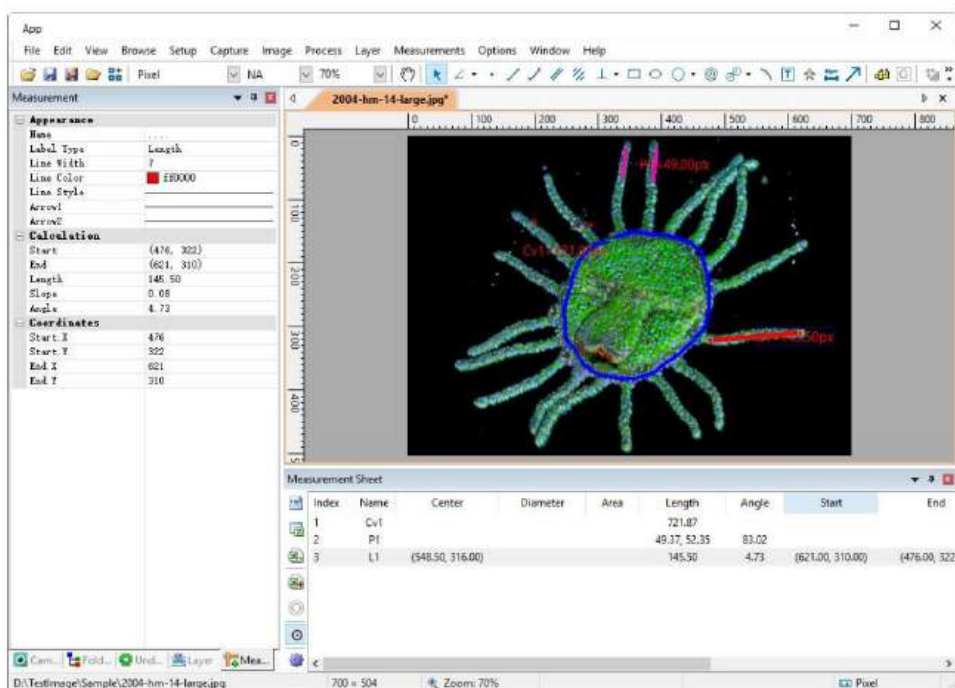 App
File Edit View Browse Setup Capture Image Process Layer Measurements Options Window Help
Pixel NA 70%
Measurement
2004-hm-14-large.jpg*
0 100 200 300 400 500 600 700 800
0
100
200
300
400
Appearance
Name ....
Label Type Length
Line Width 7
Line Color ff0000
Line Style
Arrow1
Arrow2
Calculation
Start (476, 322)
End (621, 310)
Length 145.50
Slope 0.08
Angle 4.73
Coordinates
Start.X 476
Start.Y 322
End X 621
End Y 310
=49.00px
Cv1
.50px
Measurement Sheet
Index Name Center Diameter Area Length Angle Start End
1 Cv1 721.87
2 P1 49.37, 52.35 83.02
3 L1 (548.50, 316.00) 145.50 4.73 (621.00, 310.00) (476.00, 322
Cam... Fold... Und... Layer Mea...
D:\TestImage\Sample\2004-hm-14-large.jpg 700 × 504 Zoom: 70% Pixel